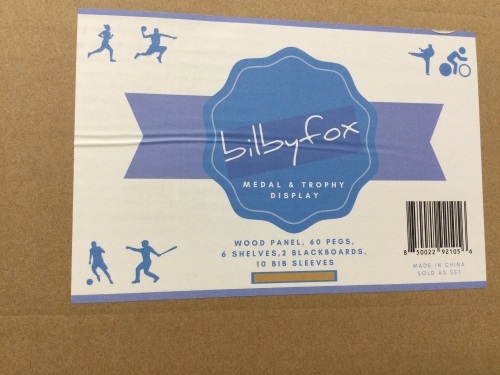 bilbyfox
MEDAL & TROPHY
DISPLAY
WOOD PANEL, 60 PEGS,
6 SHELVES,2 BLACKBOARDS,
10 BIB SLEEVES
8 50022 92105 6
MADE IN CHINA
SOLD AS SET